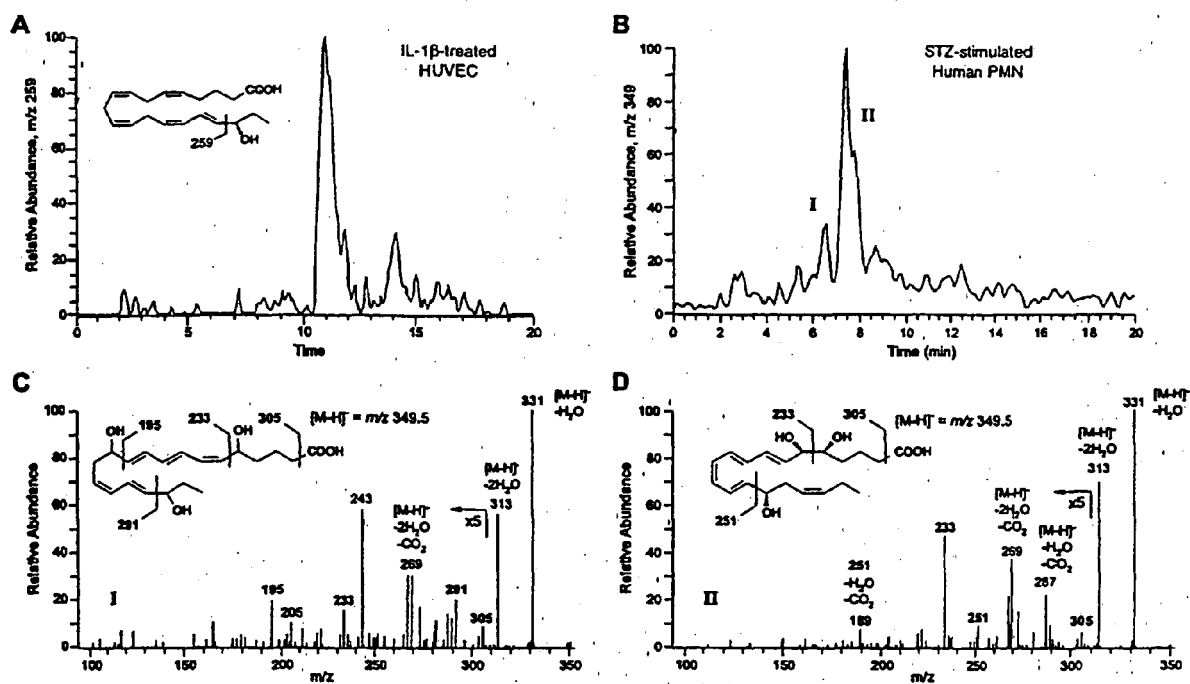 A
IL-1β-treated
HUVEC
Relative Abundance, m/z 259
100
80
60
40
20
0
COOH
259
OH
0 5 10 15 20
Time
B
STZ-stimulated
Human PMN
Relative Abundance, m/z 349
100
80
60
40
20
0
I
II
0 2 4 6 8 10 12 14 16 18 20
Time (min)
C
Relative Abundance
100
80
60
40
20
0
OH
195
233
OH
305
COOH
291
OH
[M-H]⁻ = m/z 349.5
331
[M-H]⁻
-H₂O
[M-H]⁻
-2H₂O
313
x5
[M-H]⁻
-2H₂O
-CO₂
269
243
195
205
233
291
305
I
100 150 200 250 300 350
m/z
D
Relative Abundance
100
80
60
40
20
0
233
HO
OH
305
COOH
251
OH
[M-H]⁻ = m/z 349.5
331
[M-H]⁻
-H₂O
[M-H]⁻
-2H₂O
313
x5
[M-H]⁻
-2H₂O
-CO₂
269
[M-H]⁻
-H₂O
-CO₂
287
233
251
-H₂O
-CO₂
189
251
305
II
100 150 200 250 300 350
m/z